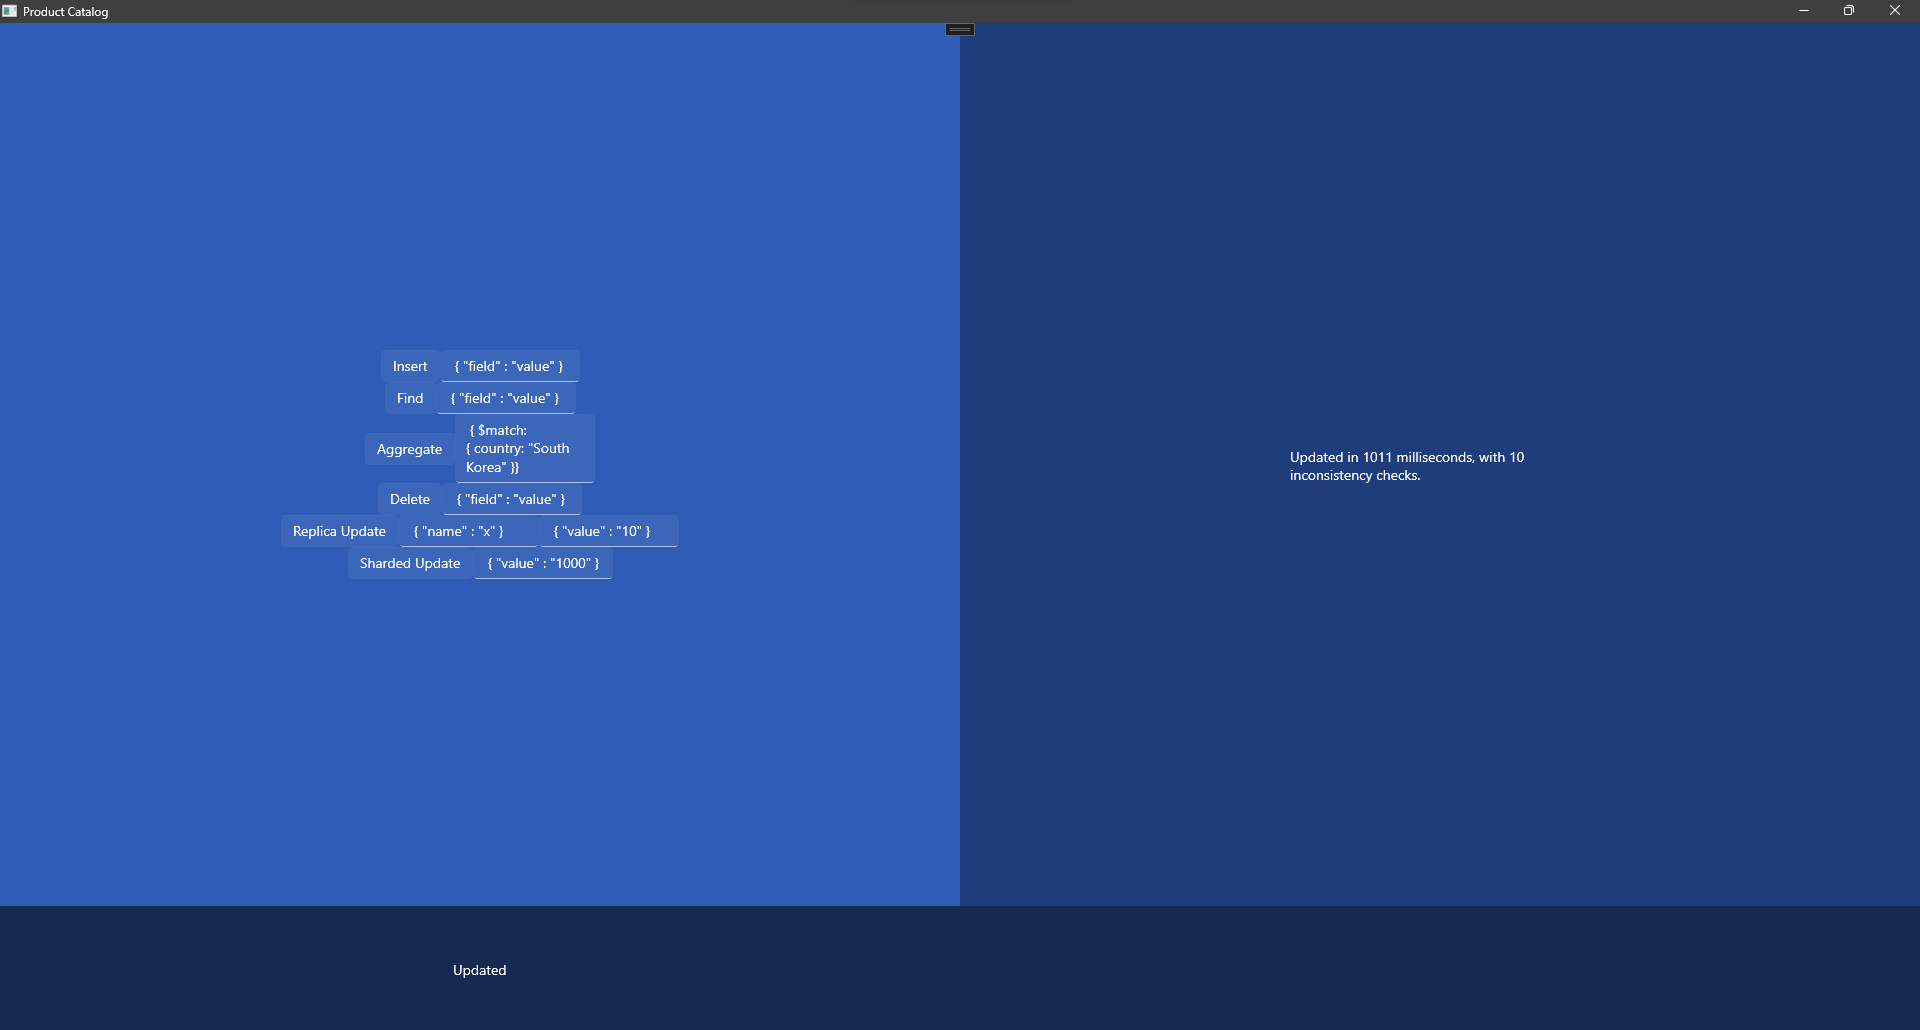 Product Catalog
Insert { "field" : "value" }
Find { "field" : "value" }
Aggregate { $match:
{ country: "South
Korea" }}
Delete { "field" : "value" }
Replica Update { "name" : "x" } { "value" : "10" }
Sharded Update { "value" : "1000" }
Updated in 1011 milliseconds, with 10
inconsistency checks.
Updated